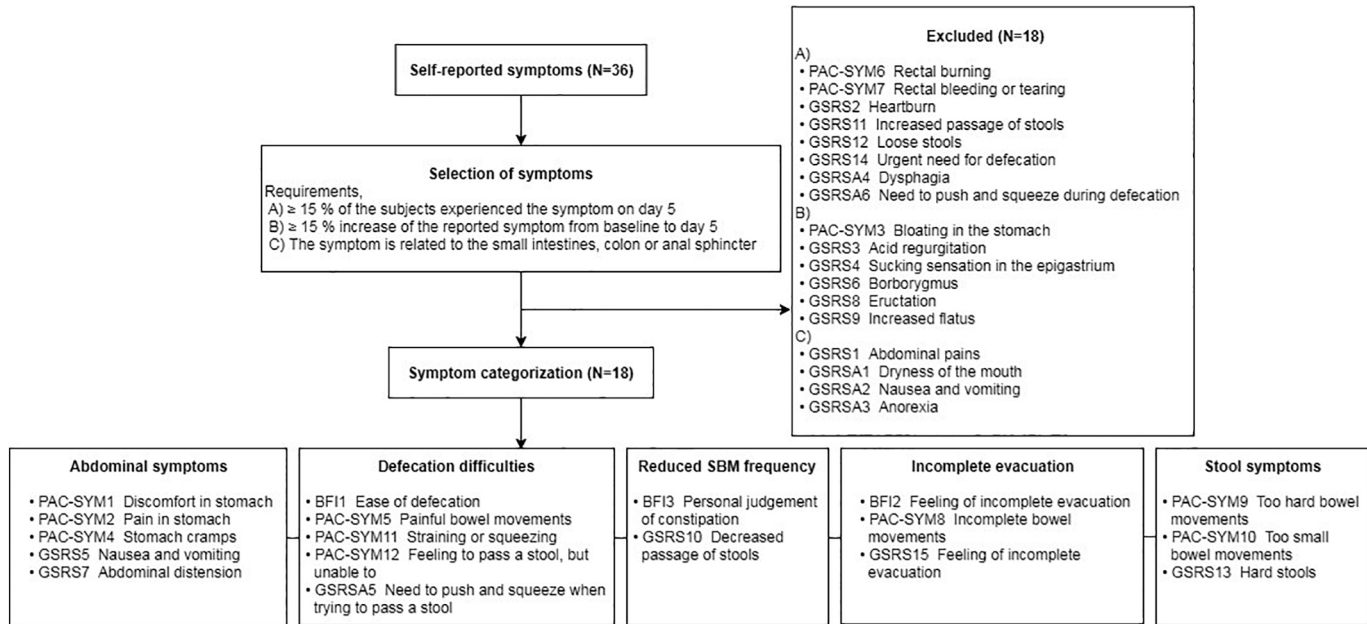 Self-reported symptoms (N=36)
Selection of symptoms
Requirements,
A) ≥ 15 % of the subjects experienced the symptom on day 5
B) ≥ 15 % increase of the reported symptom from baseline to day 5
C) The symptom is related to the small intestines, colon or anal sphincter
Excluded (N=18)
A)
• PAC-SYM6 Rectal burning
• PAC-SYM7 Rectal bleeding or tearing
• GSRS2 Heartburn
• GSRS11 Increased passage of stools
• GSRS12 Loose stools
• GSRS14 Urgent need for defecation
• GSRSA4 Dysphagia
• GSRSA6 Need to push and squeeze during defecation
B)
• PAC-SYM3 Bloating in the stomach
• GSRS3 Acid regurgitation
• GSRS4 Sucking sensation in the epigastrium
• GSRS6 Borborygmus
• GSRS8 Eructation
• GSRS9 Increased flatus
C)
• GSRS1 Abdominal pains
• GSRSA1 Dryness of the mouth
• GSRSA2 Nausea and vomiting
• GSRSA3 Anorexia
Symptom categorization (N=18)
Abdominal symptoms
• PAC-SYM1 Discomfort in stomach
• PAC-SYM2 Pain in stomach
• PAC-SYM4 Stomach cramps
• GSRS5 Nausea and vomiting
• GSRS7 Abdominal distension
Defecation difficulties
• BFI1 Ease of defecation
• PAC-SYM5 Painful bowel movements
• PAC-SYM11 Straining or squeezing
• PAC-SYM12 Feeling to pass a stool, but
unable to
• GSRSA5 Need to push and squeeze when
trying to pass a stool
Reduced SBM frequency
• BFI3 Personal judgement
of constipation
• GSRS10 Decreased
passage of stools
Incomplete evacuation
• BFI2 Feeling of incomplete evacuation
• PAC-SYM8 Incomplete bowel
movements
• GSRS15 Feeling of incomplete
evacuation
Stool symptoms
• PAC-SYM9 Too hard bowel
movements
• PAC-SYM10 Too small
bowel movements
• GSRS13 Hard stools